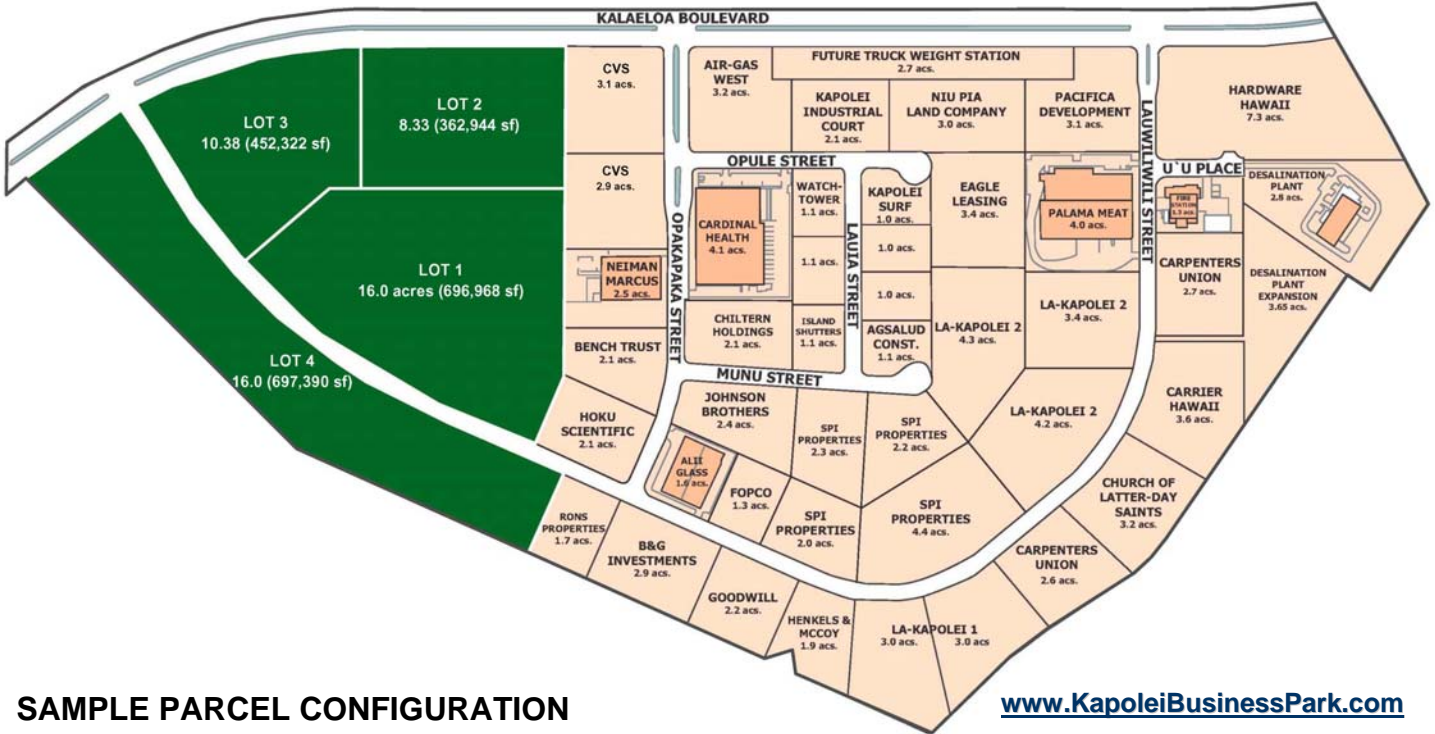 KALAELOA BOULEVARD
LOT 3
10.38 (452,322 sf)
LOT 2
8.33 (362,944 sf)
LOT 1
16.0 acres (696,968 sf)
LOT 4
16.0 (697,390 sf)
CVS
3.1 acs.
CVS
2.9 acs.
NEIMAN
MARCUS
2.5 acs.
BENCH TRUST
2.1 acs.
HOKU
SCIENTIFIC
2.1 acs.
OPAKAPAKA STREET
AIR-GAS
WEST
3.2 acs.
FUTURE TRUCK WEIGHT STATION
2.7 acs.
KAPOLEI
INDUSTRIAL
COURT
2.1 acs.
NIU PIA
LAND COMPANY
3.0 acs.
PACIFICA
DEVELOPMENT
3.1 acs.
LAUWILIWILI STREET
HARDWARE
HAWAII
7.3 acs.
OPULE STREET
U`U PLACE
CARDINAL
HEALTH
4.1 acs.
WATCH-
TOWER
1.1 acs.
1.1 acs.
LAUIA STREET
KAPOLEI
SURF
1.0 acs.
1.0 acs.
1.0 acs.
EAGLE
LEASING
3.4 acs.
PALAMA MEAT
4.0 acs.
FIRE
STATION
DESALINATION
PLANT
2.8 acs.
CARPENTERS
UNION
2.7 acs.
DESALINATION
PLANT
EXPANSION
3.65 acs.
CHILTERN
HOLDINGS
2.1 acs.
ISLAND
SHUTTERS
1.1 acs.
AGSALUD
CONST.
1.1 acs.
LA-KAPOLEI 2
4.3 acs.
LA-KAPOLEI 2
3.4 acs.
MUNU STREET
JOHNSON
BROTHERS
2.4 acs.
SPI
PROPERTIES
2.3 acs.
SPI
PROPERTIES
2.2 acs.
LA-KAPOLEI 2
4.2 acs.
CARRIER
HAWAII
3.6 acs.
ALII
GLASS
1.6 acs.
FOPCO
1.3 acs.
SPI
PROPERTIES
2.0 acs.
SPI
PROPERTIES
4.4 acs.
CHURCH OF
LATTER-DAY
SAINTS
3.2 acs.
RONS
PROPERTIES
1.7 acs.
B&G
INVESTMENTS
2.9 acs.
GOODWILL
2.2 acs.
HENKELS &
MCCOY
1.9 acs.
LA-KAPOLEI 1
3.0 acs.
3.0 acs
CARPENTERS
UNION
2.6 acs.
SAMPLE PARCEL CONFIGURATION
www.KapoleiBusinessPark.com